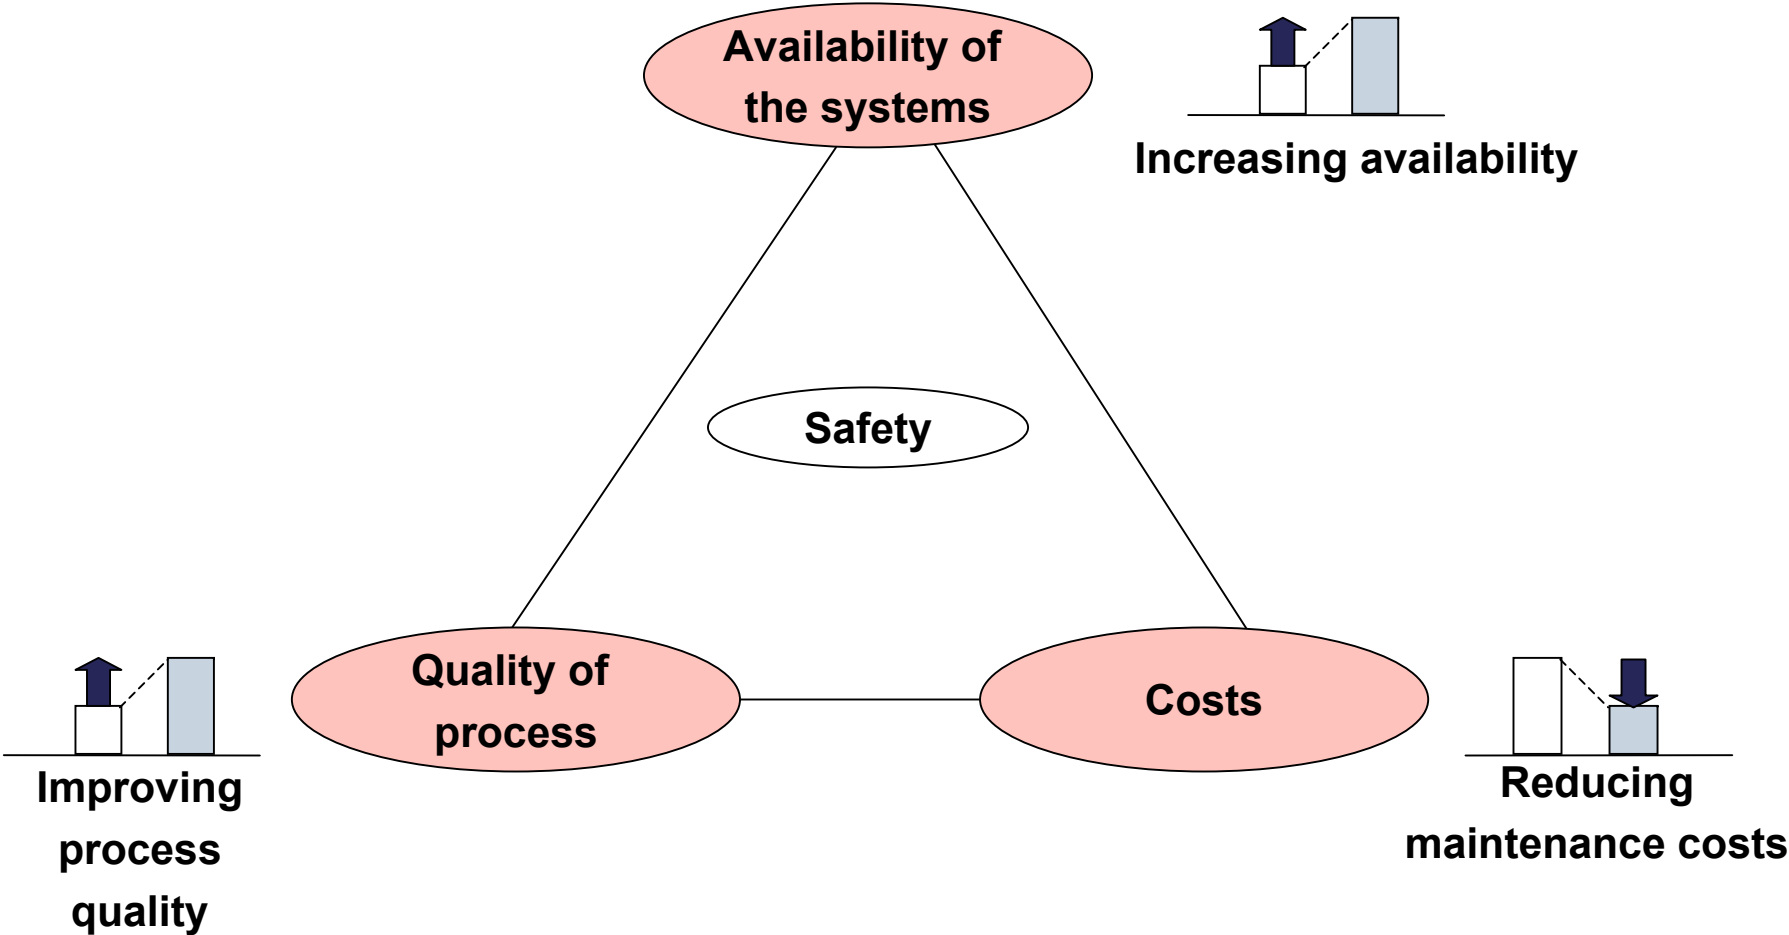 Availability of
the systems
Increasing availability
Safety
Quality of
process
Costs
Improving
process
quality
Reducing
maintenance costs